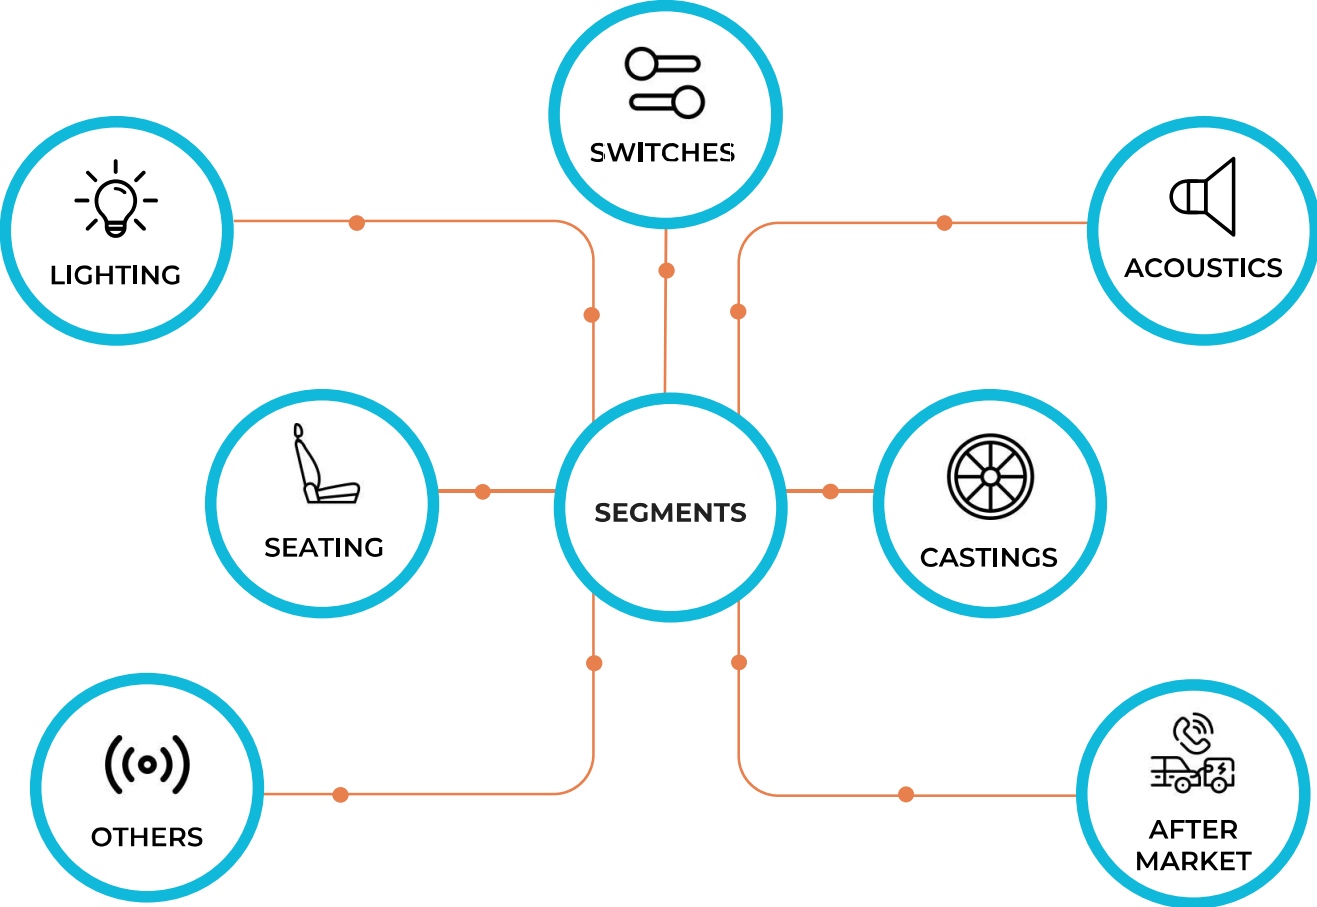 SWITCHES
LIGHTING
ACOUSTICS
SEATING
SEGMENTS
CASTINGS
OTHERS
AFTER
MARKET